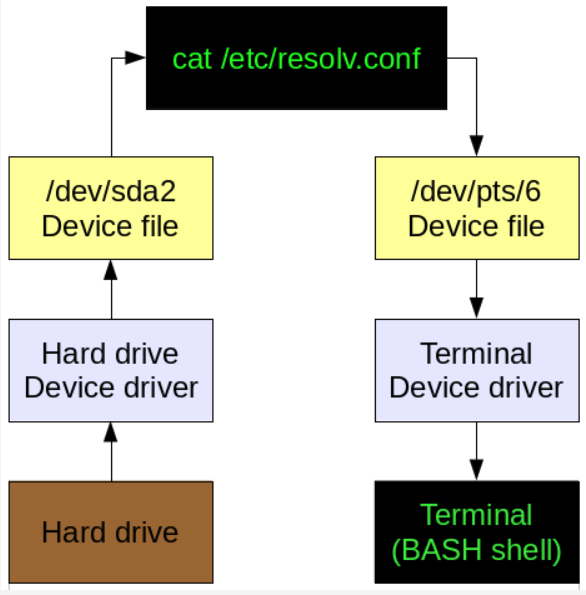 cat /etc/resolv.conf
/dev/sda2
Device file
/dev/pts/6
Device file
Hard drive
Device driver
Terminal
Device driver
Hard drive
Terminal
(BASH shell)